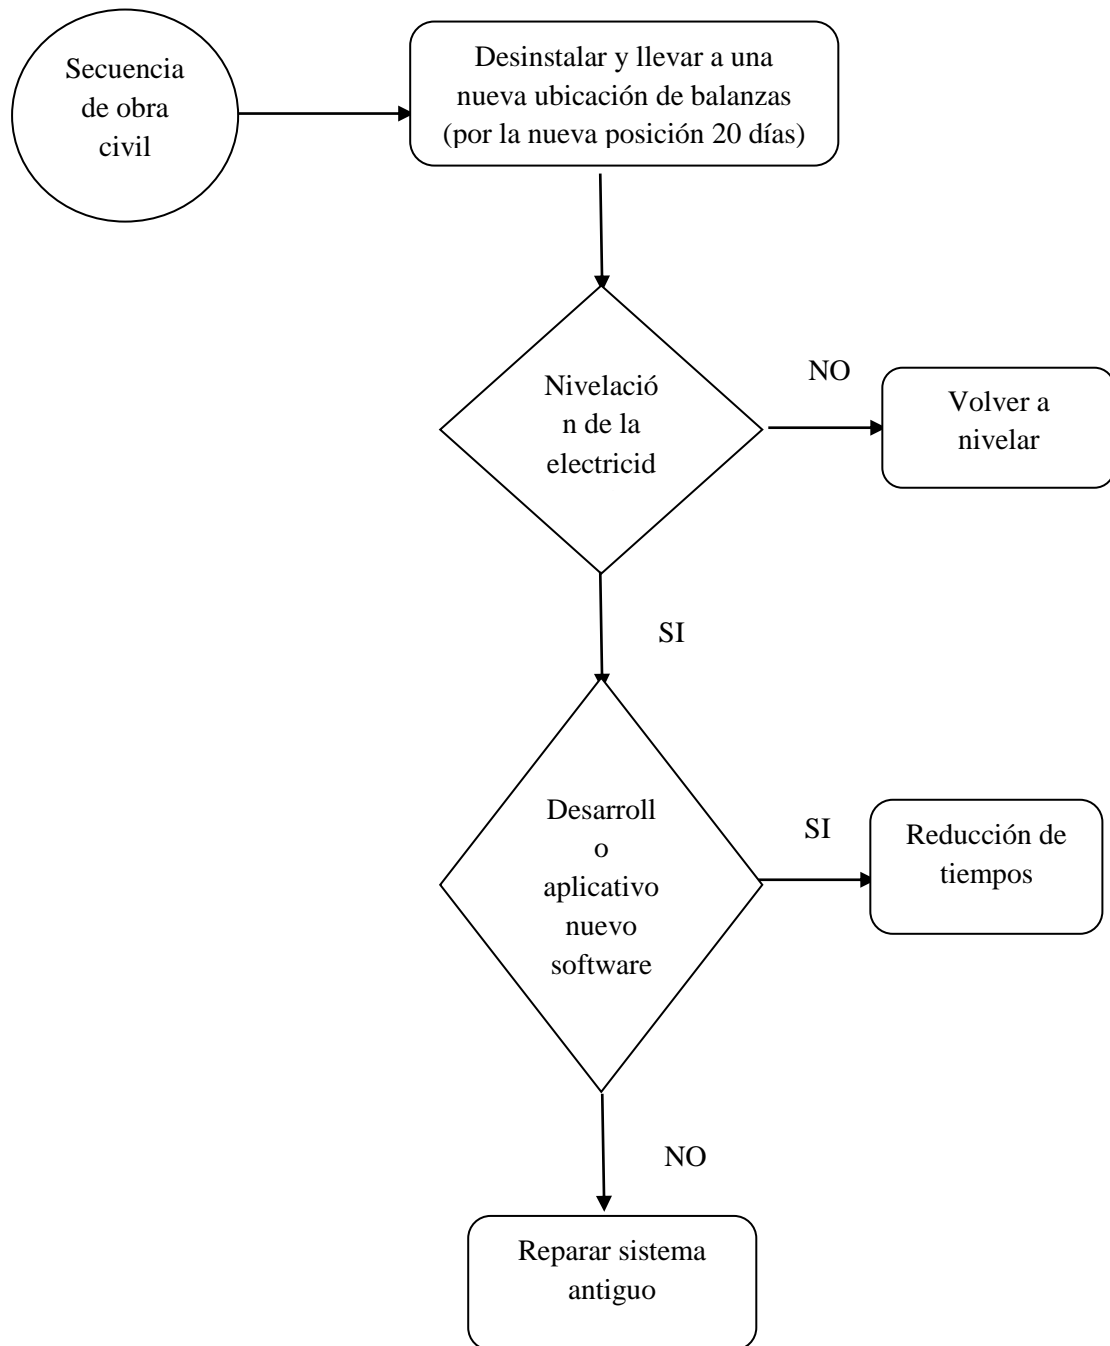 Secuencia
de obra
civil
Desinstalar y llevar a una
nueva ubicación de balanzas
(por la nueva posición 20 días)
Nivelació
n de la
electricid
NO
Volver a
nivelar
SI
Desarroll
o
aplicativo
nuevo
software
SI
Reducción de
tiempos
NO
Reparar sistema
antiguo